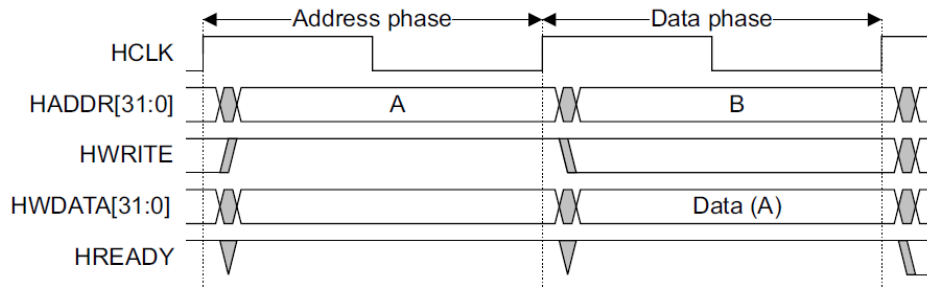 Address phase Data phase
HCLK
HADDR[31:0] A B
HWRITE
HWDATA[31:0] Data (A)
HREADY